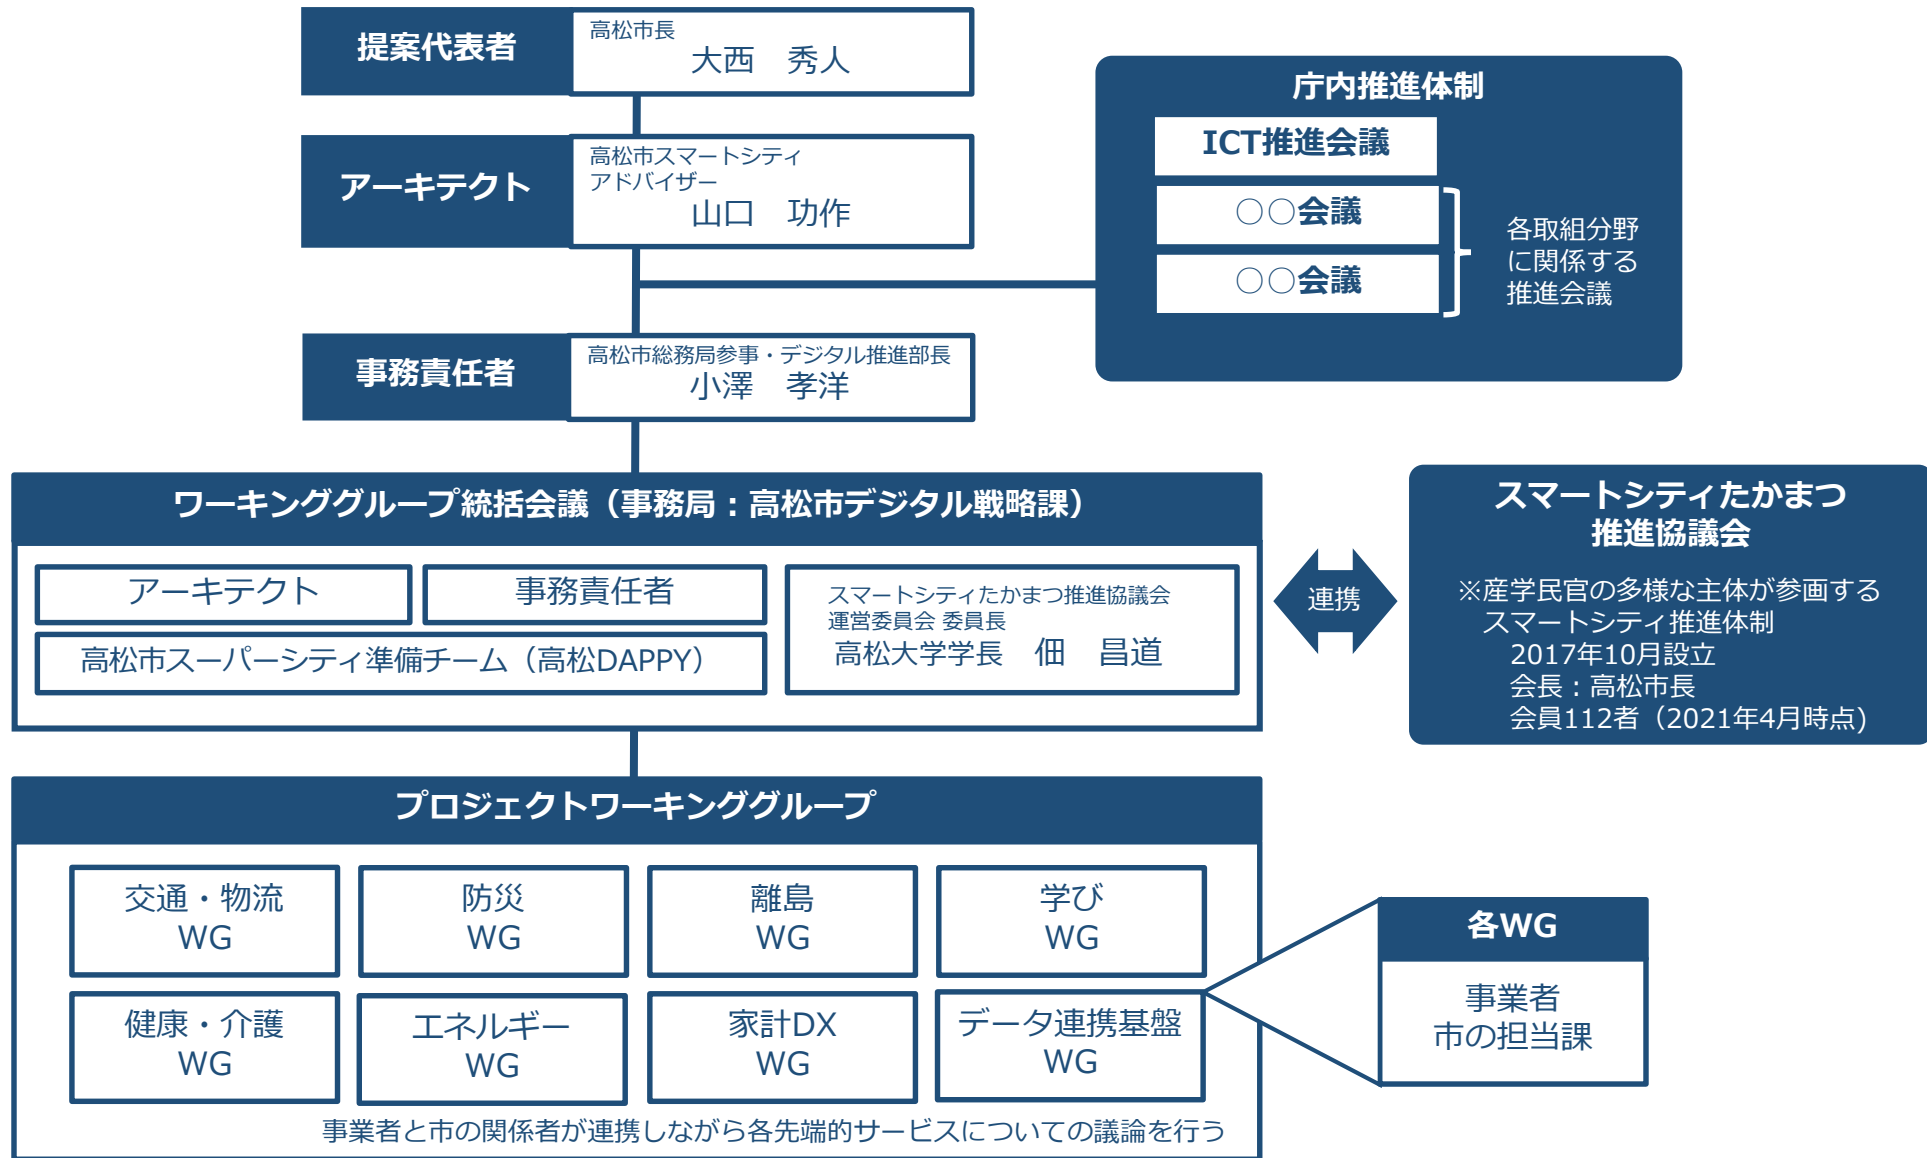 提案代表者
高松市長
大西　秀人
アーキテクト
高松市スマートシティ
アドバイザー
山口　功作
事務責任者
高松市総務局参事・デジタル推進部長
小澤　孝洋
庁内推進体制
ICT推進会議
○○会議
○○会議
各取組分野
に関係する
推進会議
ワーキンググループ統括会議（事務局：高松市デジタル戦略課）
アーキテクト
事務責任者
高松市スーパーシティ準備チーム（高松DAPPY）
スマートシティたかまつ推進協議会
運営委員会 委員長
高松大学学長　佃　昌道
連携
スマートシティたかまつ
推進協議会
※産学民官の多様な主体が参画する
スマートシティ推進体制
2017年10月設立
会長：高松市長
会員112者（2021年4月時点)
プロジェクトワーキンググループ
交通・物流
WG
防災
WG
離島
WG
学び
WG
健康・介護
WG
エネルギー
WG
家計DX
WG
データ連携基盤
WG
事業者と市の関係者が連携しながら各先端的サービスについての議論を行う
各WG
事業者
市の担当課